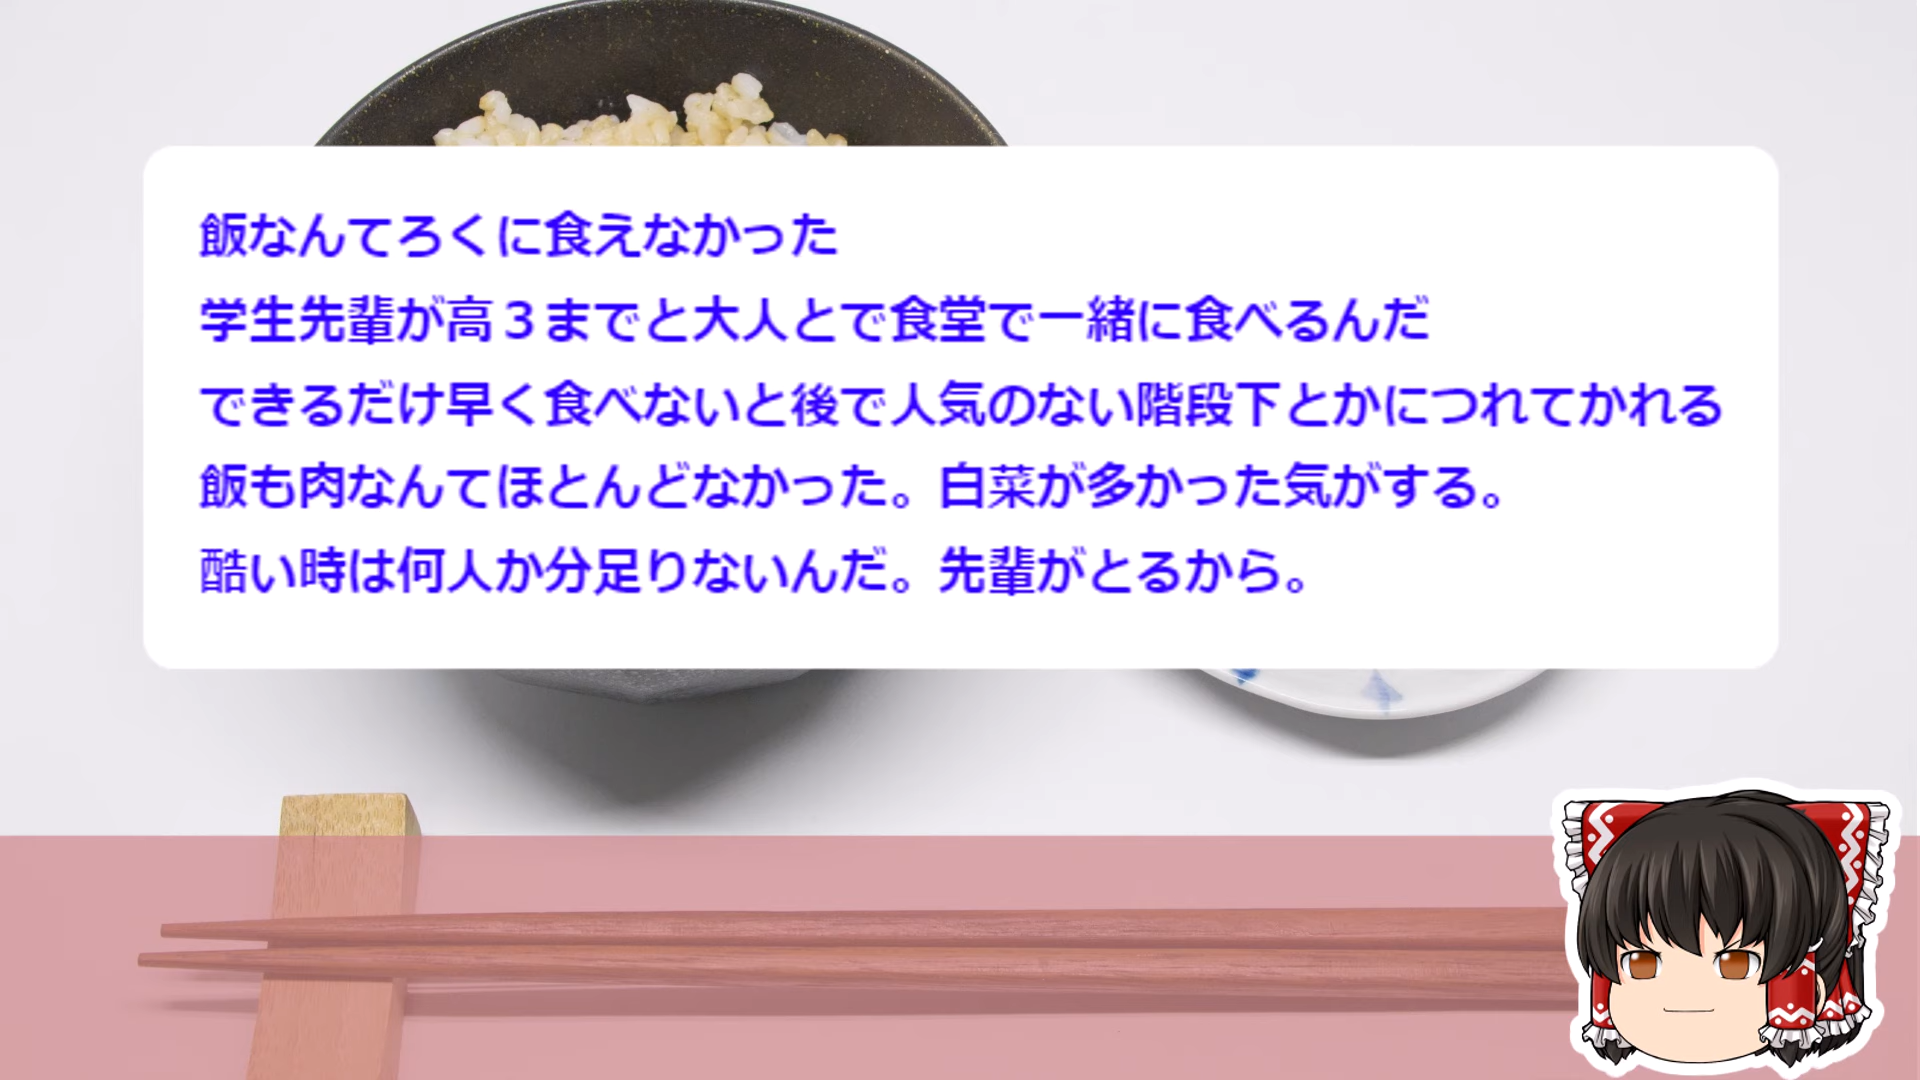 飯なんてろくに食えなかった
学生先輩が高３までと大人とで食堂で一緒に食べるんだ
できるだけ早く食べないと後で人気のない階段下とかにつれてかれる
飯も肉なんてほとんどなかった。白菜が多かった気がする。
酷い時は何人か分足りないんだ。先輩がとるから。